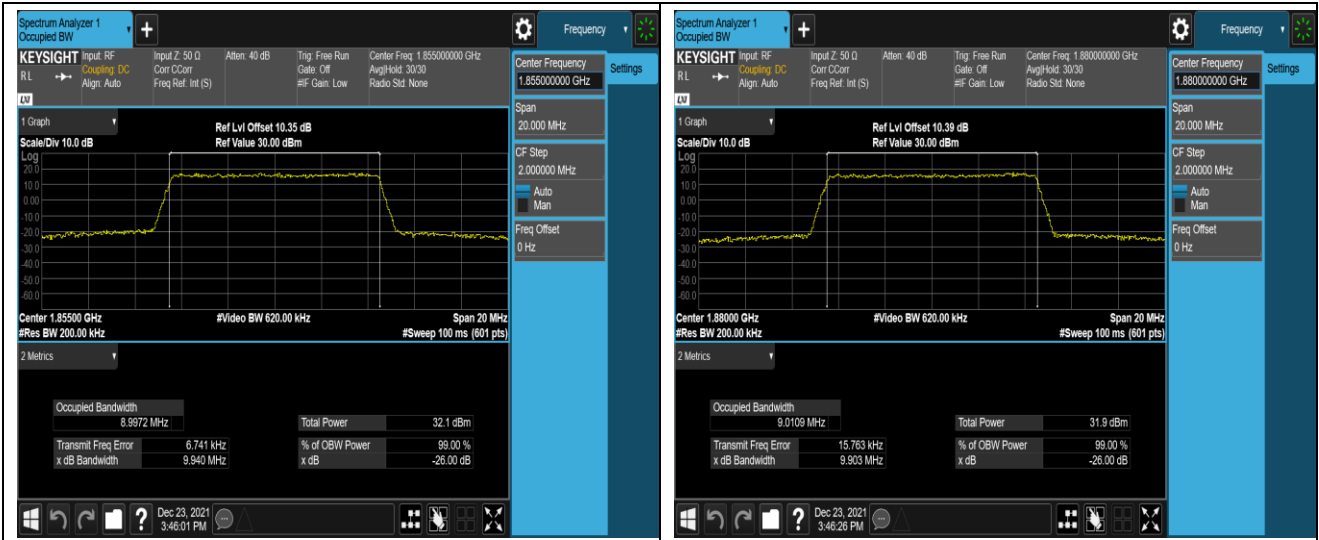 Spectrum Analyzer 1
Occupied BW
+
Frequency
KEYSIGHT
Input: RF
Coupling: DC
Align: Auto
Input Z: 50 Ω
Corr CCorr
Freq Ref: Int (S)
Atten: 40 dB
Trig: Free Run
Gate: Off
#IF Gain: Low
Center Freq: 1.855000000 GHz
Avg|Hold: 30/30
Radio Std: None
RL
LXI
Center Frequency
1.855000000 GHz
Settings
Span
20.000 MHz
CF Step
2.000000 MHz
Auto
Man
Freq Offset
0 Hz
1 Graph
Scale/Div 10.0 dB
Ref Lvl Offset 10.35 dB
Ref Value 30.00 dBm
Log
20.0
10.0
0.00
-10.0
-20.0
-30.0
-40.0
-50.0
-60.0
Center 1.85500 GHz
#Res BW 200.00 kHz
#Video BW 620.00 kHz
Span 20 MHz
#Sweep 100 ms (601 pts)
2 Metrics
Occupied Bandwidth
8.9972 MHz
Total Power 32.1 dBm
Transmit Freq Error 6.741 kHz
% of OBW Power 99.00 %
x dB Bandwidth 9.940 MHz
x dB -26.00 dB
?
Dec 23, 2021
3:46:01 PM
Spectrum Analyzer 1
Occupied BW
+
Frequency
KEYSIGHT
Input: RF
Coupling: DC
Align: Auto
Input Z: 50 Ω
Corr CCorr
Freq Ref: Int (S)
Atten: 40 dB
Trig: Free Run
Gate: Off
#IF Gain: Low
Center Freq: 1.880000000 GHz
Avg|Hold: 30/30
Radio Std: None
RL
LXI
Center Frequency
1.880000000 GHz
Settings
Span
20.000 MHz
CF Step
2.000000 MHz
Auto
Man
Freq Offset
0 Hz
1 Graph
Scale/Div 10.0 dB
Ref Lvl Offset 10.39 dB
Ref Value 30.00 dBm
Log
20.0
10.0
0.00
-10.0
-20.0
-30.0
-40.0
-50.0
-60.0
Center 1.88000 GHz
#Res BW 200.00 kHz
#Video BW 620.00 kHz
Span 20 MHz
#Sweep 100 ms (601 pts)
2 Metrics
Occupied Bandwidth
9.0109 MHz
Total Power 31.9 dBm
Transmit Freq Error 15.763 kHz
% of OBW Power 99.00 %
x dB Bandwidth 9.903 MHz
x dB -26.00 dB
?
Dec 23, 2021
3:46:26 PM